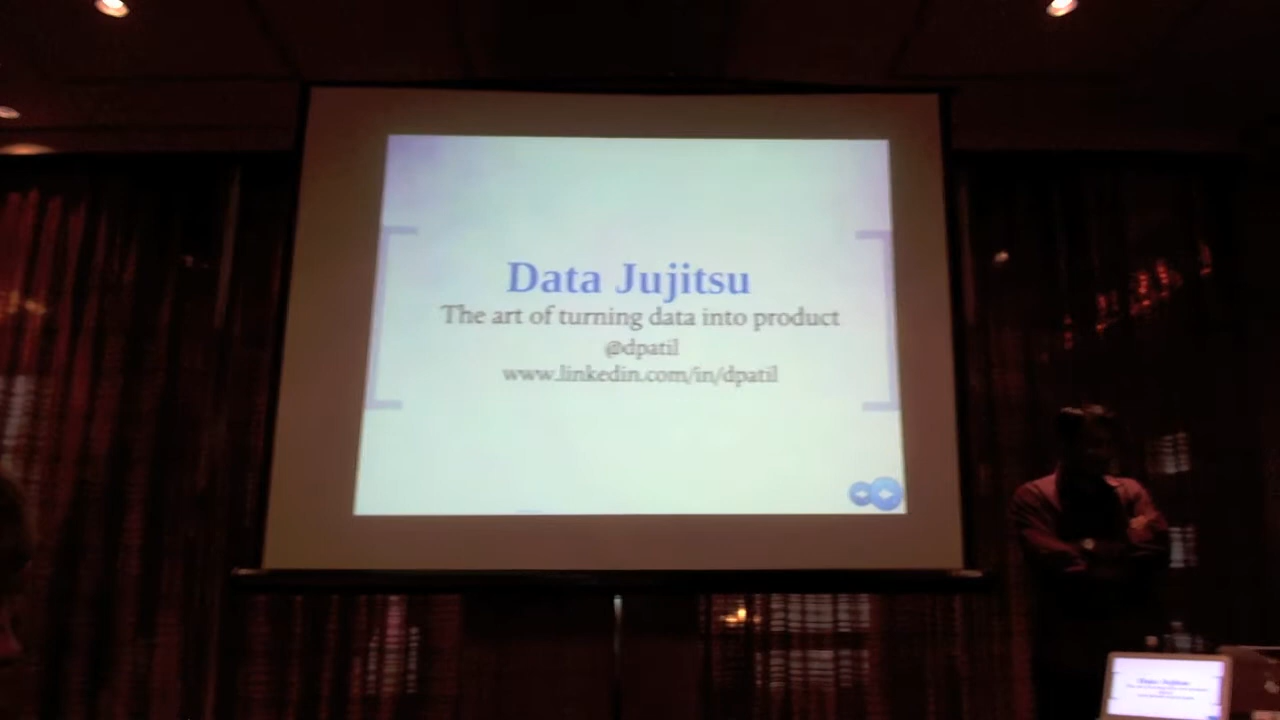 Data Jujitsu
The art of turning data into product
@dpatil
www.linkedin.com/in/dpatil